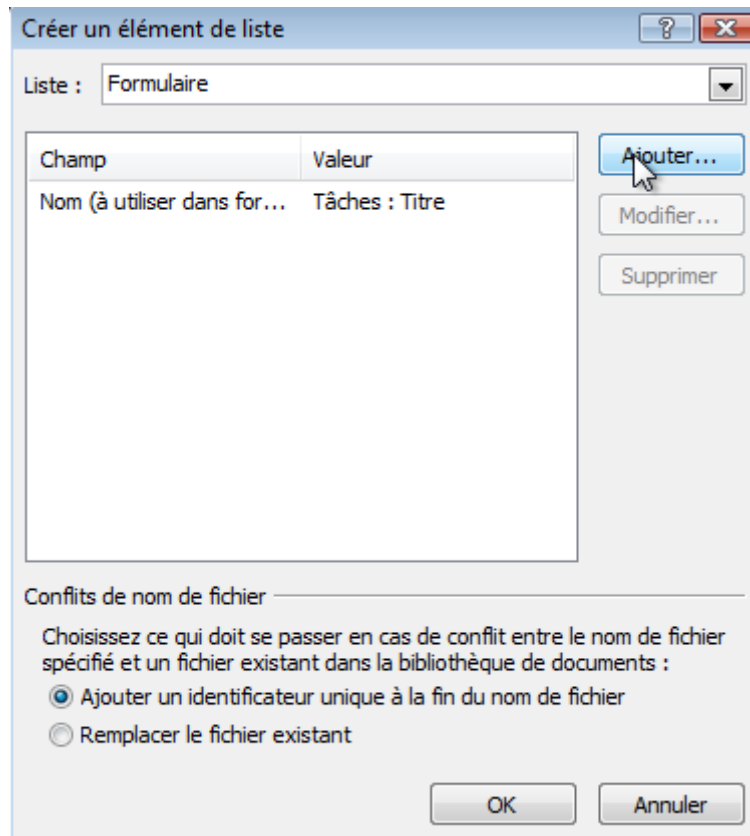 Créer un élément de liste
Liste : Formulaire
Champ Valeur Ajouter...
Nom (à utiliser dans for... Tâches : Titre
Modifier...
Supprimer
Conflits de nom de fichier
Choisissez ce qui doit se passer en cas de conflit entre le nom de fichier
spécifié et un fichier existant dans la bibliothèque de documents :
Ajouter un identificateur unique à la fin du nom de fichier
Remplacer le fichier existant
OK Annuler